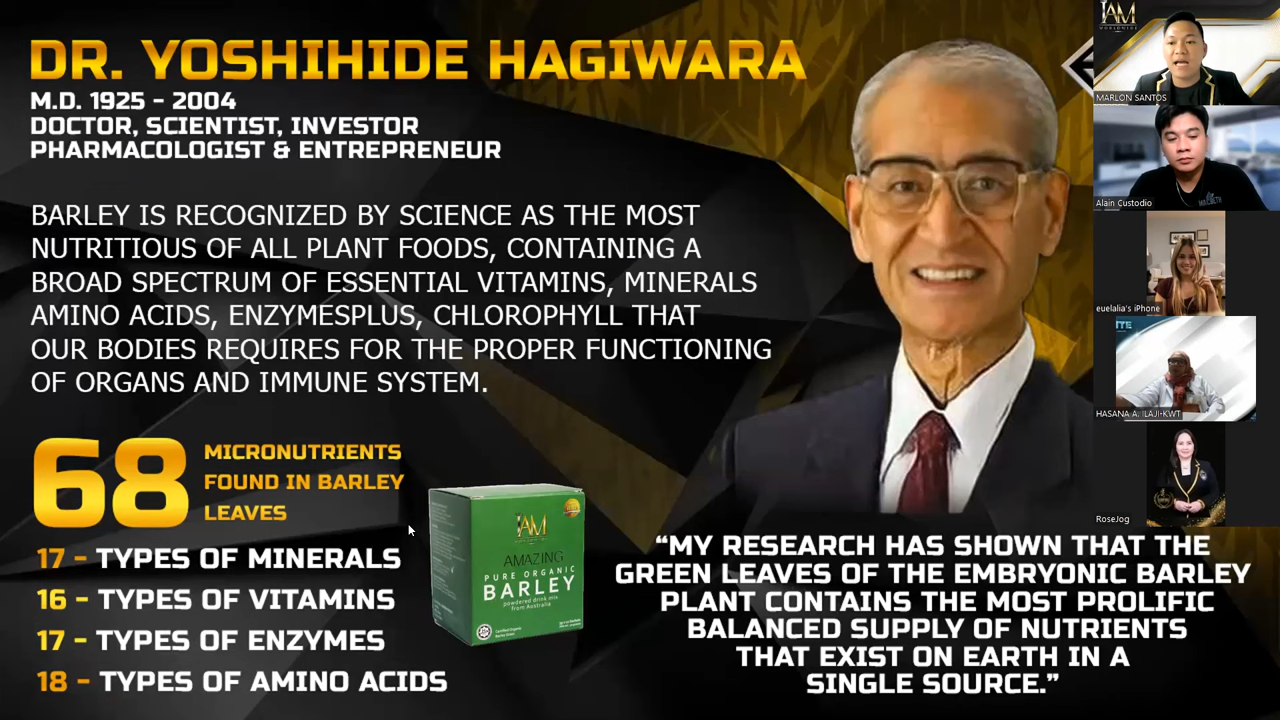 DR. YOSHIHIDE HAGIWARA
M.D. 1925 - 2004
DOCTOR, SCIENTIST, INVESTOR
PHARMACOLOGIST & ENTREPRENEUR
BARLEY IS RECOGNIZED BY SCIENCE AS THE MOST
NUTRITIOUS OF ALL PLANT FOODS, CONTAINING A
BROAD SPECTRUM OF ESSENTIAL VITAMINS, MINERALS
AMINO ACIDS, ENZYMESPLUS, CHLOROPHYLL THAT
OUR BODIES REQUIRES FOR THE PROPER FUNCTIONING
OF ORGANS AND IMMUNE SYSTEM.
68
MICRONUTRIENTS
FOUND IN BARLEY
LEAVES
17 - TYPES OF MINERALS
16 - TYPES OF VITAMINS
17 - TYPES OF ENZYMES
18 - TYPES OF AMINO ACIDS
IAM
AMAZING
PURE ORGANIC
BARLEY
powdered drink mix
from Australia
"MY RESEARCH HAS SHOWN THAT THE
GREEN LEAVES OF THE EMBRYONIC BARLEY
PLANT CONTAINS THE MOST PROLIFIC
BALANCED SUPPLY OF NUTRIENTS
THAT EXIST ON EARTH IN A
SINGLE SOURCE."
IAM
WORLDWIDE
MARLON SANTOS
Alain Custodio
euelalia's iPhone
HASANA A. ILAJI-KWT
RoseJog